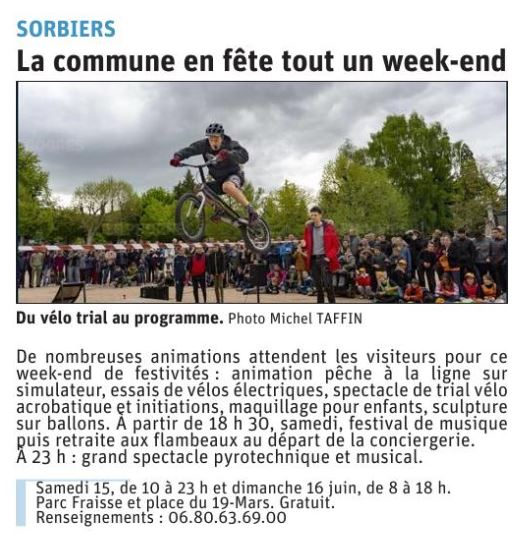 SORBIERS
La commune en fête tout un week-end
Du vélo trial au programme. Photo Michel TAFFIN
De nombreuses animations attendent les visiteurs pour ce
week-end de festivités : animation pêche à la ligne sur
simulateur, essais de vélos électriques, spectacle de trial vélo
acrobatique et initiations, maquillage pour enfants, sculpture
sur ballons. À partir de 18 h 30, samedi, festival de musique
puis retraite aux flambeaux au départ de la conciergerie.
À 23 h : grand spectacle pyrotechnique et musical.
Samedi 15, de 10 à 23 h et dimanche 16 juin, de 8 à 18 h.
Parc Fraisse et place du 19-Mars. Gratuit.
Renseignements : 06.80.63.69.00